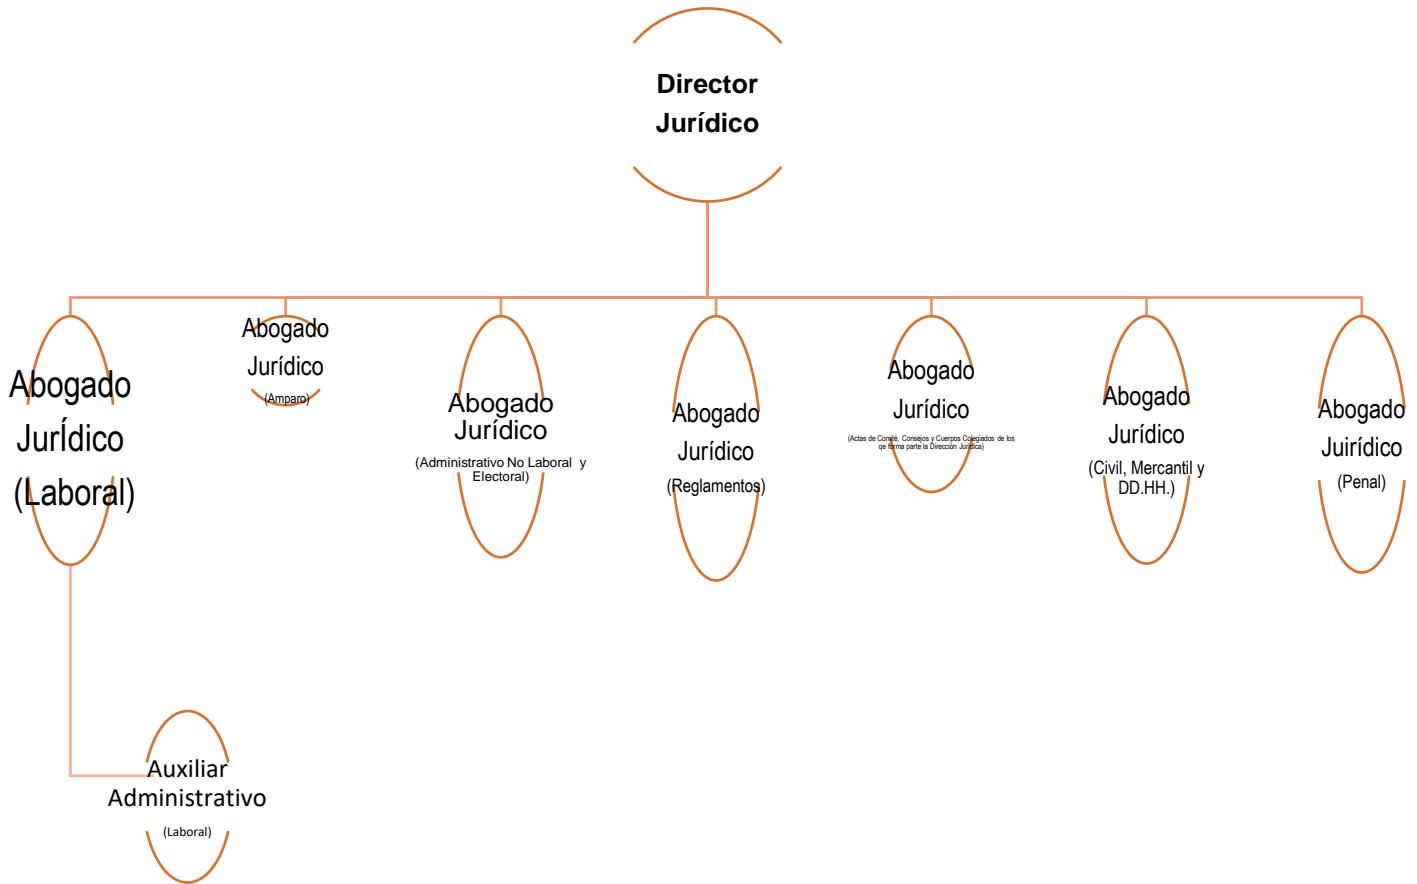 Director
Jurídico
Abogado
JurÍdico
(Laboral)
Abogado
Jurídico
(Amparo)
Abogado
Jurídico
(Administrativo No Laboral y
Electoral)
Abogado
Jurídico
(Reglamentos)
Abogado
Jurídico
(Actas de Comité, Consejos y Cuerpos Colegiados de los
qe forma parte la Dirección Jurídica)
Abogado
Jurídico
(Civil, Mercantil y
DD.HH.)
Abogado
Juirídico
(Penal)
Auxiliar
Administrativo
(Laboral)